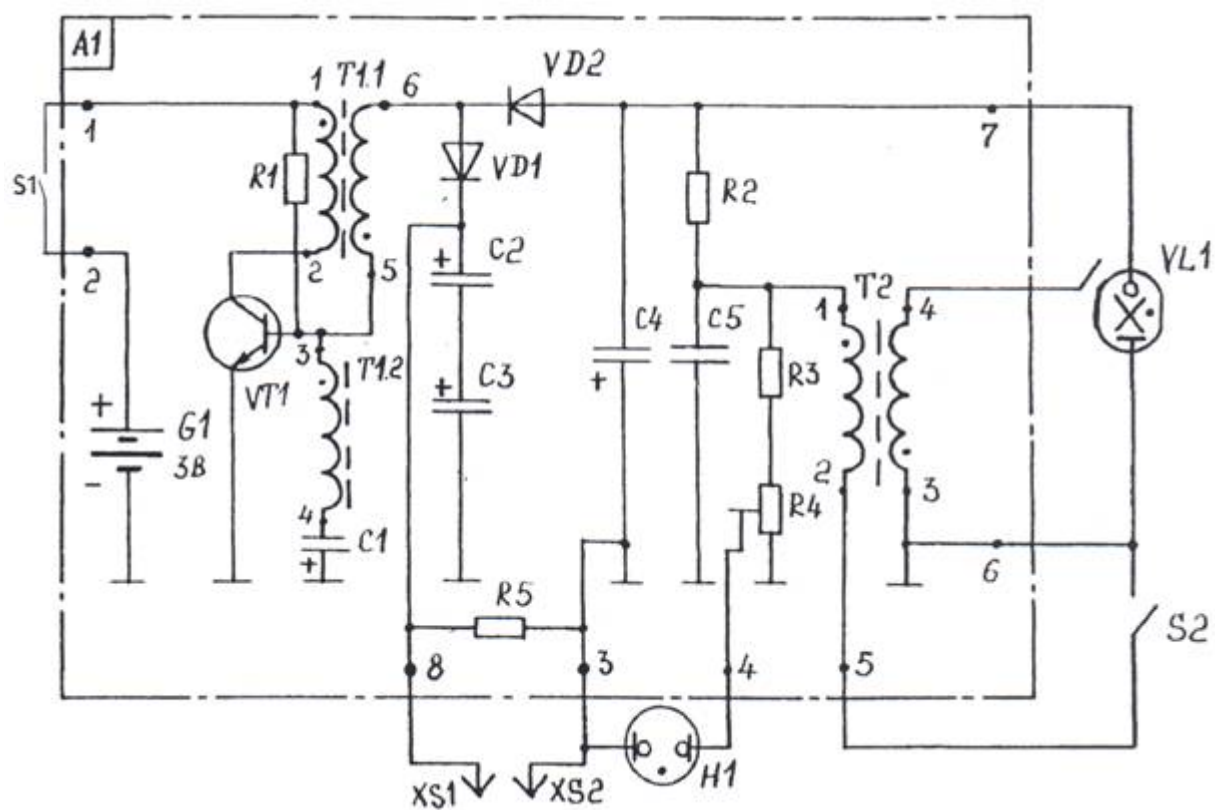 A1
1 T1.1 6 VD2
1
7
S1
R1
VD1
R2
2
2 5
C2
VL1
1 T2 4
C4 C5
3
T1.2
C3
R3
VT1
+ G1
3В
-
+
+
+
2 3
R4
4 C1
+
6
R5
S2
8 3 4 5
XS1 XS2 H1